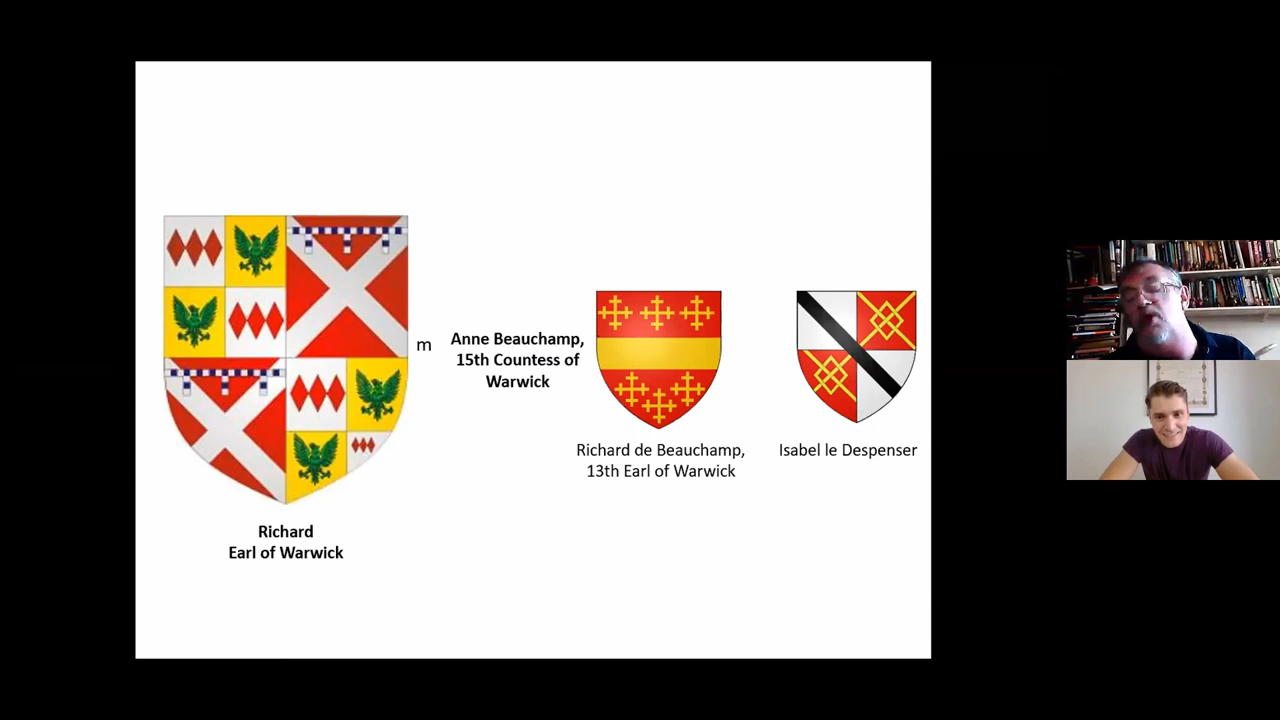 m
Anne Beauchamp,
15th Countess of
Warwick
Richard de Beauchamp,
13th Earl of Warwick
Isabel le Despenser
Richard
Earl of Warwick